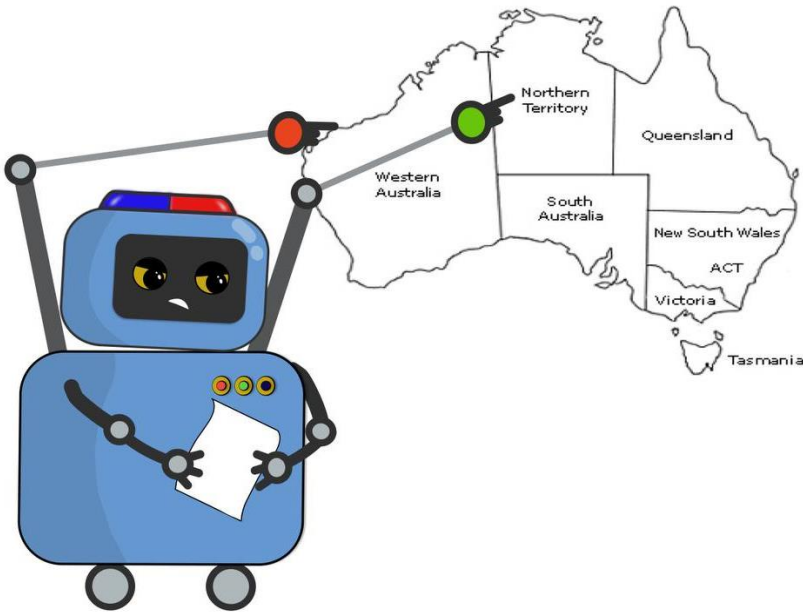 Northern
Territory
Queensland
Western
Australia
South
Australia
New South Wales
ACT
Victoria
Tasmania